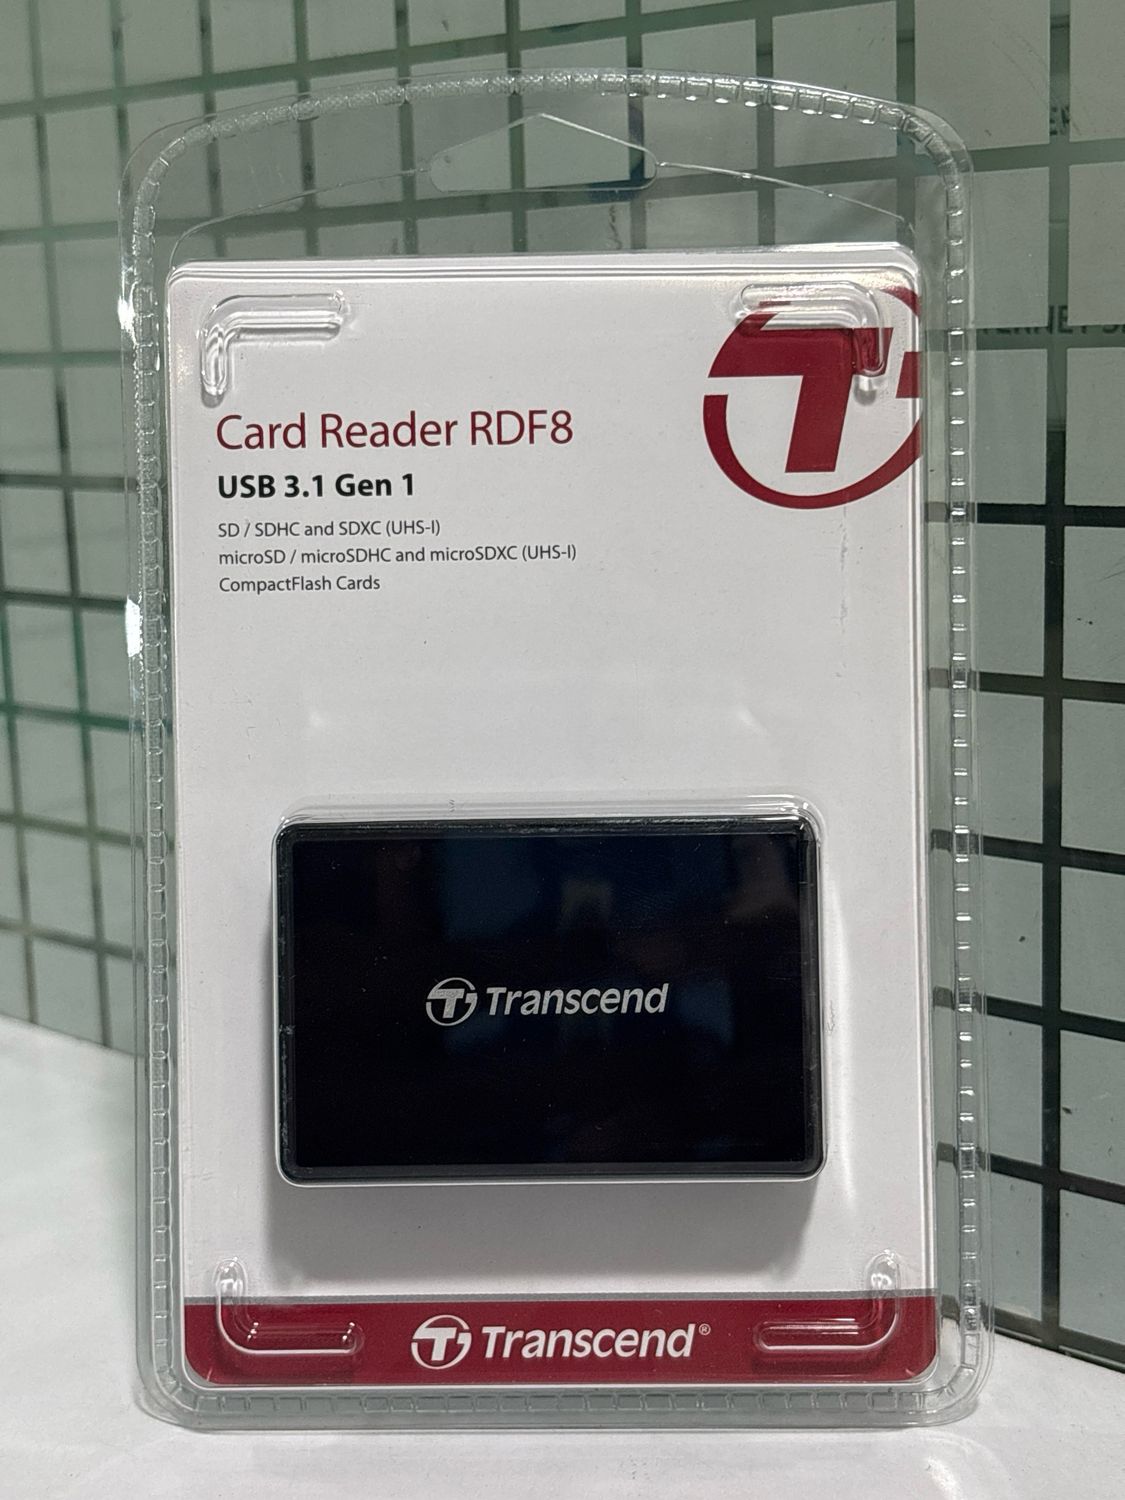 Card Reader RDF8
USB 3.1 Gen 1
SD / SDHC and SDXC (UHS-I)
microSD / microSDHC and microSDXC (UHS-I)
CompactFlash Cards
Transcend
Transcend®